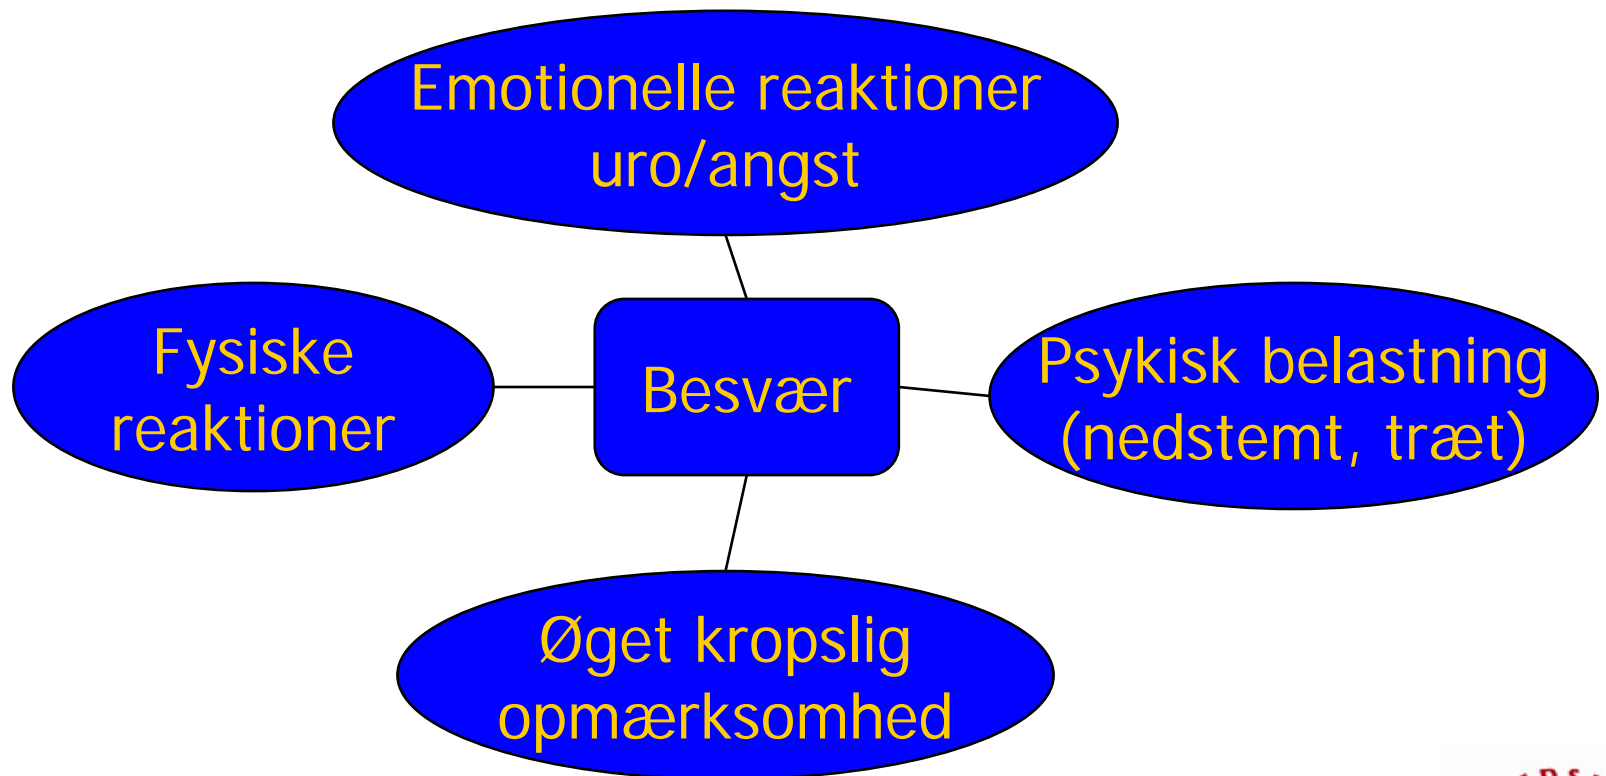 Emotionelle reaktioner
uro/angst
Fysiske
reaktioner
Besvær
Psykisk belastning
(nedstemt, træt)
Øget kropslig
opmærksomhed